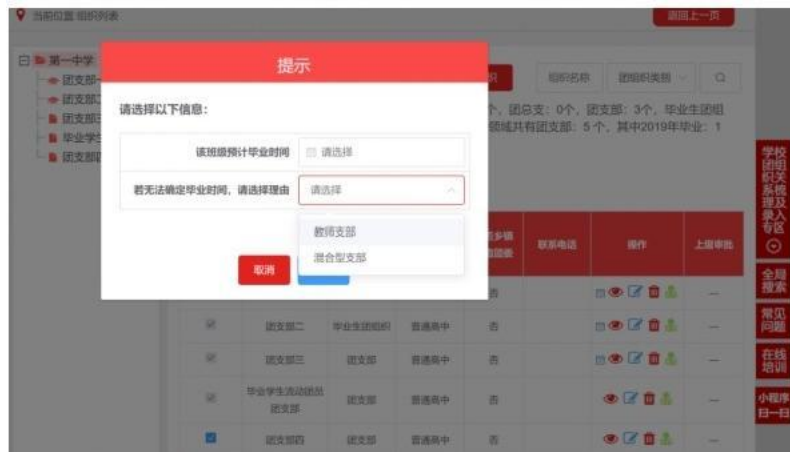 当前位置 组织列表
返回上一页
第一中学
团支部一
团支部二
团支部三
毕业学生
团支部四
提示
请选择以下信息：
该班级预计毕业时间
请选择
若无法确定毕业时间，请选择理由
请选择
教师支部
混合型支部
取消
织
组织名称
团组织类别
个，团总支：0个，团支部：3个，毕业生团组
领域共有团支部：5 个，其中2019年毕业：1
联系电话
操作
上级审批
否
—
团支部二
毕业生团组织
普通高中
否
—
团支部三
团支部
普通高中
否
—
毕业学生流动团员
团支部
团支部
普通高中
否
—
团支部四
团支部
普通高中
否
—
学校团组织关系梳理及录入专区
全局搜索
常见问题
在线培训
小程序扫一扫